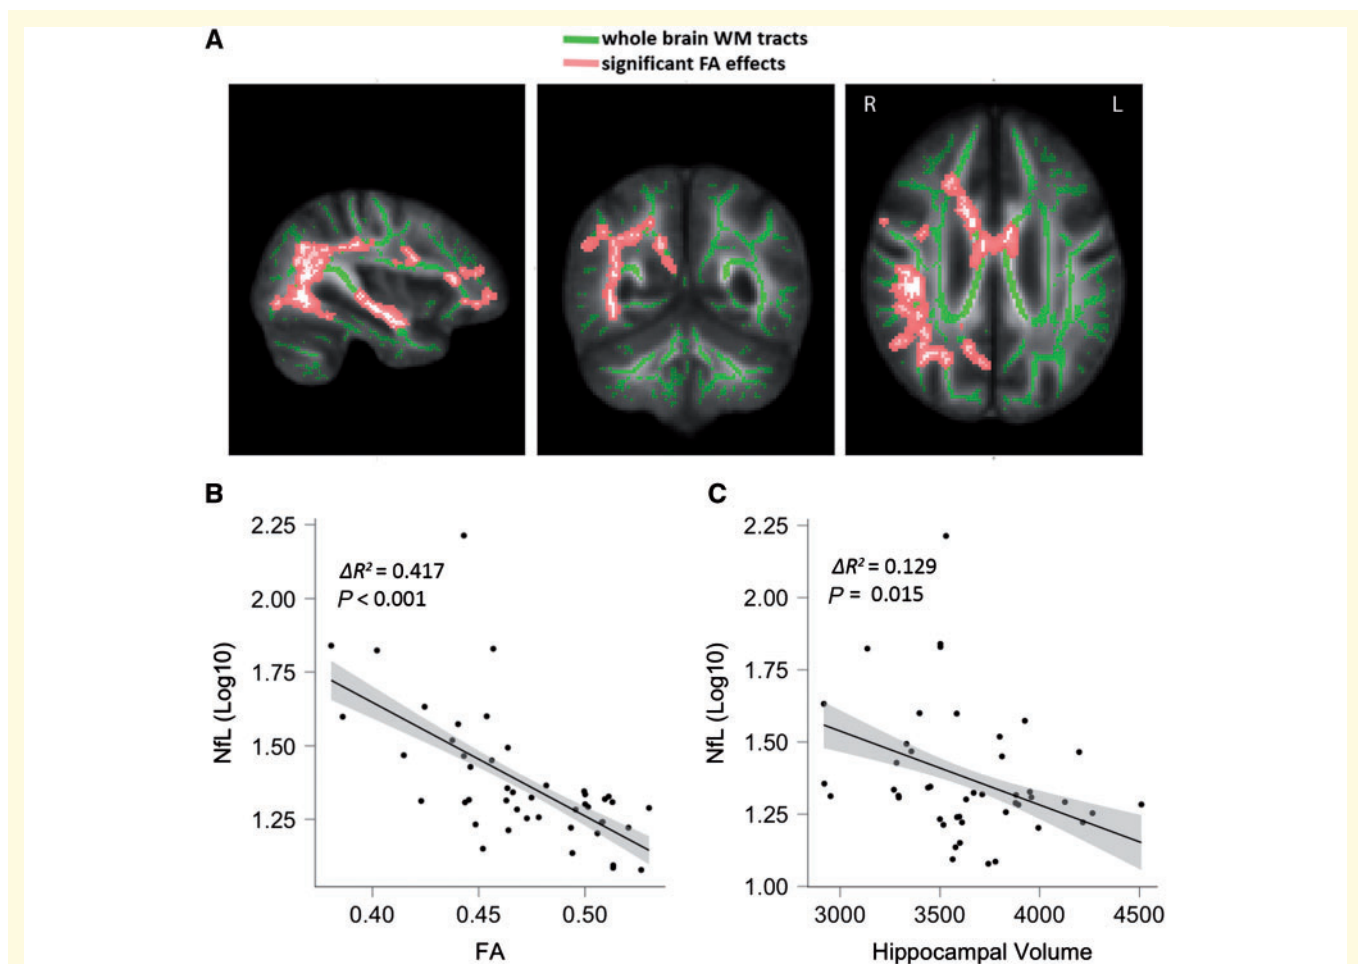 A
whole brain WM tracts
significant FA effects
R
L
B
C
2.25
2.00
1.75
1.50
1.25
NfL (Log10)
ΔR² = 0.417
P < 0.001
0.40
0.45
0.50
FA
2.25
2.00
1.75
1.50
1.25
1.00
NfL (Log10)
ΔR² = 0.129
P = 0.015
3000
3500
4000
4500
Hippocampal Volume